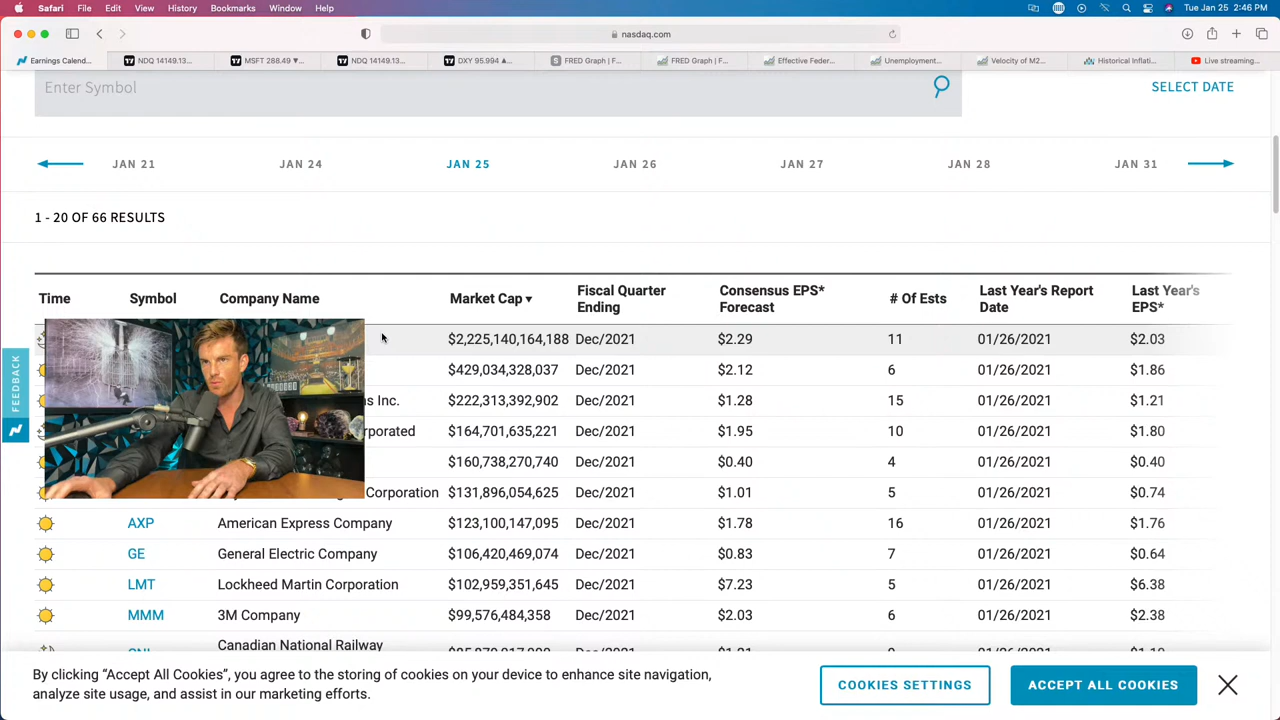 Safari File Edit View History Bookmarks Window Help Tue Jan 25 2:46 PM
nasdaq.com
Earnings Calend... NDQ 14149.13... MSFT 288.49 ▼... NDQ 14149.13... DXY 95.994 ▲... FRED Graph | F... FRED Graph | F... Effective Feder... Unemployment... Velocity of M2... Historical Inflati... Live streaming...
Enter Symbol SELECT DATE
JAN 21 JAN 24 JAN 25 JAN 26 JAN 27 JAN 28 JAN 31
1 - 20 OF 66 RESULTS
Time Symbol Company Name Market Cap ▼ Fiscal Quarter Ending Consensus EPS* Forecast # Of Ests Last Year's Report Date Last Year's EPS*
$2,225,140,164,188 Dec/2021 $2.29 11 01/26/2021 $2.03
$429,034,328,037 Dec/2021 $2.12 6 01/26/2021 $1.86
s Inc. $222,313,392,902 Dec/2021 $1.28 15 01/26/2021 $1.21
rporated $164,701,635,221 Dec/2021 $1.95 10 01/26/2021 $1.80
$160,738,270,740 Dec/2021 $0.40 4 01/26/2021 $0.40
Corporation $131,896,054,625 Dec/2021 $1.01 5 01/26/2021 $0.74
AXP American Express Company $123,100,147,095 Dec/2021 $1.78 16 01/26/2021 $1.76
GE General Electric Company $106,420,469,074 Dec/2021 $0.83 7 01/26/2021 $0.64
LMT Lockheed Martin Corporation $102,959,351,645 Dec/2021 $7.23 5 01/26/2021 $6.38
MMM 3M Company $99,576,484,358 Dec/2021 $2.03 6 01/26/2021 $2.38
Canadian National Railway
FEEDBACK
By clicking “Accept All Cookies”, you agree to the storing of cookies on your device to enhance site navigation,
analyze site usage, and assist in our marketing efforts.
COOKIES SETTINGS ACCEPT ALL COOKIES